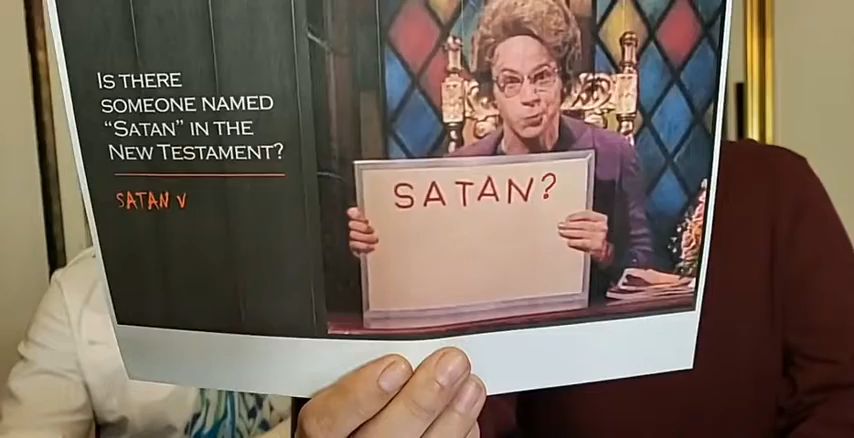 IS THERE
SOMEONE NAMED
"SATAN" IN THE
NEW TESTAMENT?
SATAN V
SATAN?